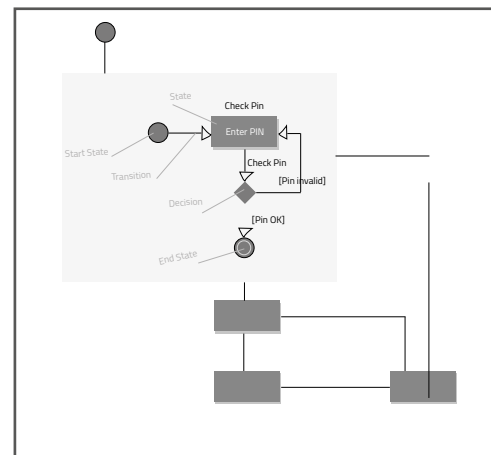 State
Check Pin
Enter PIN
Start State
Transition
Check Pin
[Pin invalid]
Decision
[Pin OK]
End State